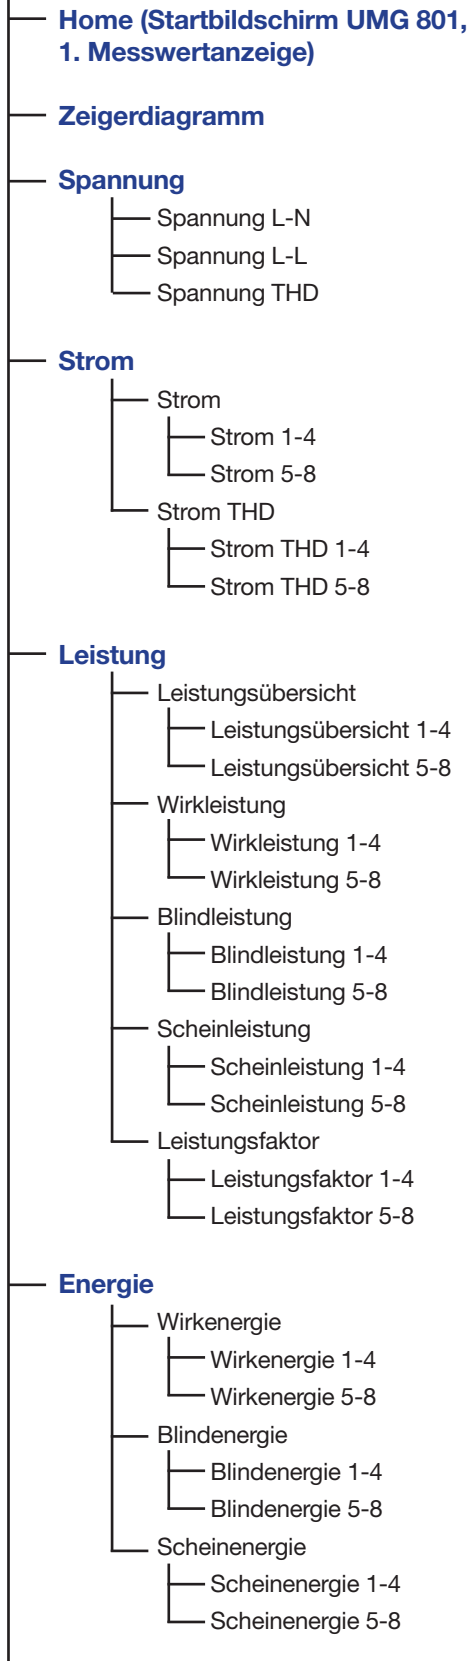 Home (Startbildschirm UMG 801,
1. Messwertanzeige)
Zeigerdiagramm
Spannung
Spannung L-N
Spannung L-L
Spannung THD
Strom
Strom
Strom 1-4
Strom 5-8
Strom THD
Strom THD 1-4
Strom THD 5-8
Leistung
Leistungsübersicht
Leistungsübersicht 1-4
Leistungsübersicht 5-8
Wirkleistung
Wirkleistung 1-4
Wirkleistung 5-8
Blindleistung
Blindleistung 1-4
Blindleistung 5-8
Scheinleistung
Scheinleistung 1-4
Scheinleistung 5-8
Leistungsfaktor
Leistungsfaktor 1-4
Leistungsfaktor 5-8
Energie
Wirkenergie
Wirkenergie 1-4
Wirkenergie 5-8
Blindenergie
Blindenergie 1-4
Blindenergie 5-8
Scheinenergie
Scheinenergie 1-4
Scheinenergie 5-8